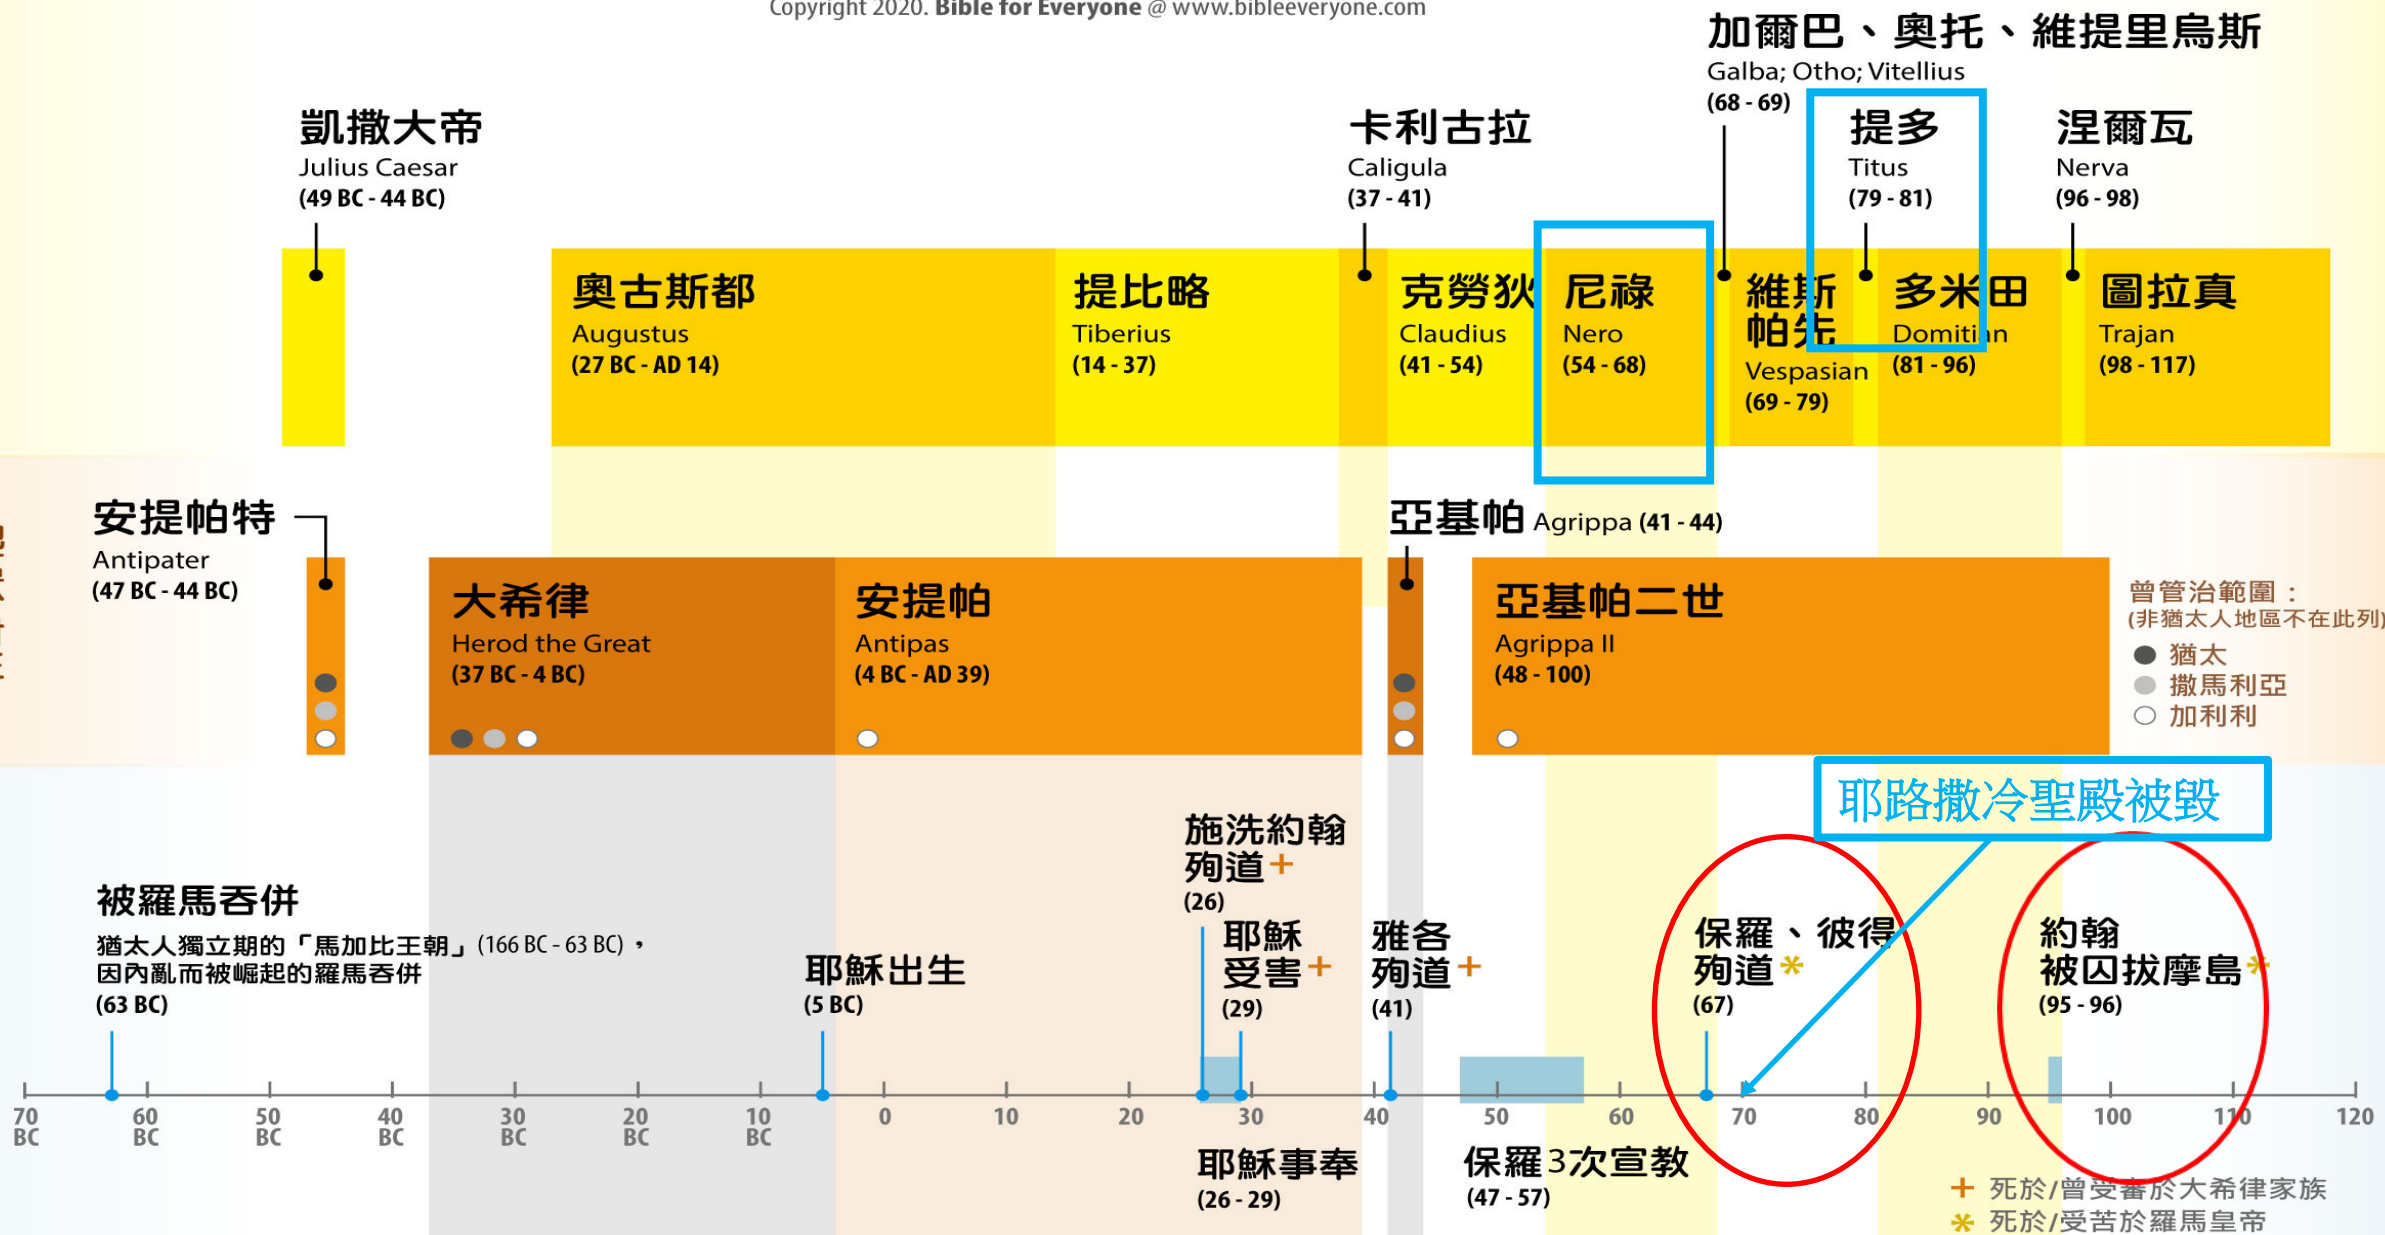 Copyright 2020. Bible for Everyone @ www.bibleeveryone.com
加爾巴、奧托、維提里烏斯
Galba; Otho; Vitellius
(68 - 69)
凱撒大帝
Julius Caesar
(49 BC - 44 BC)
卡利古拉
Caligula
(37 - 41)
提多
Titus
(79 - 81)
涅爾瓦
Nerva
(96 - 98)
奧古斯都
Augustus
(27 BC - AD 14)
提比略
Tiberius
(14 - 37)
克勞狄
Claudius
(41 - 54)
尼祿
Nero
(54 - 68)
維斯
帕先
Vespasian
(69 - 79)
多米田
Domitian
(81 - 96)
圖拉真
Trajan
(98 - 117)
安提帕特
Antipater
(47 BC - 44 BC)
大希律
Herod the Great
(37 BC - 4 BC)
安提帕
Antipas
(4 BC - AD 39)
亞基帕 Agrippa (41 - 44)
亞基帕二世
Agrippa II
(48 - 100)
曾管治範圍：
(非猶太人地區不在此列)
猶太
撒馬利亞
加利利
耶路撒冷聖殿被毀
被羅馬吞併
猶太人獨立期的「馬加比王朝」(166 BC - 63 BC)，
因內亂而被崛起的羅馬吞併
(63 BC)
耶穌出生
(5 BC)
施洗約翰
殉道+
(26)
耶穌
受害+
(29)
雅各
殉道+
(41)
保羅、彼得
殉道*
(67)
約翰
被囚拔摩島*
(95 - 96)
70 BC
60 BC
50 BC
40 BC
30 BC
20 BC
10 BC
0
10
20
30
40
50
60
70
80
90
100
110
120
耶穌事奉
(26 - 29)
保羅3次宣教
(47 - 57)
+ 死於/曾受審於大希律家族
* 死於/受苦於羅馬皇帝